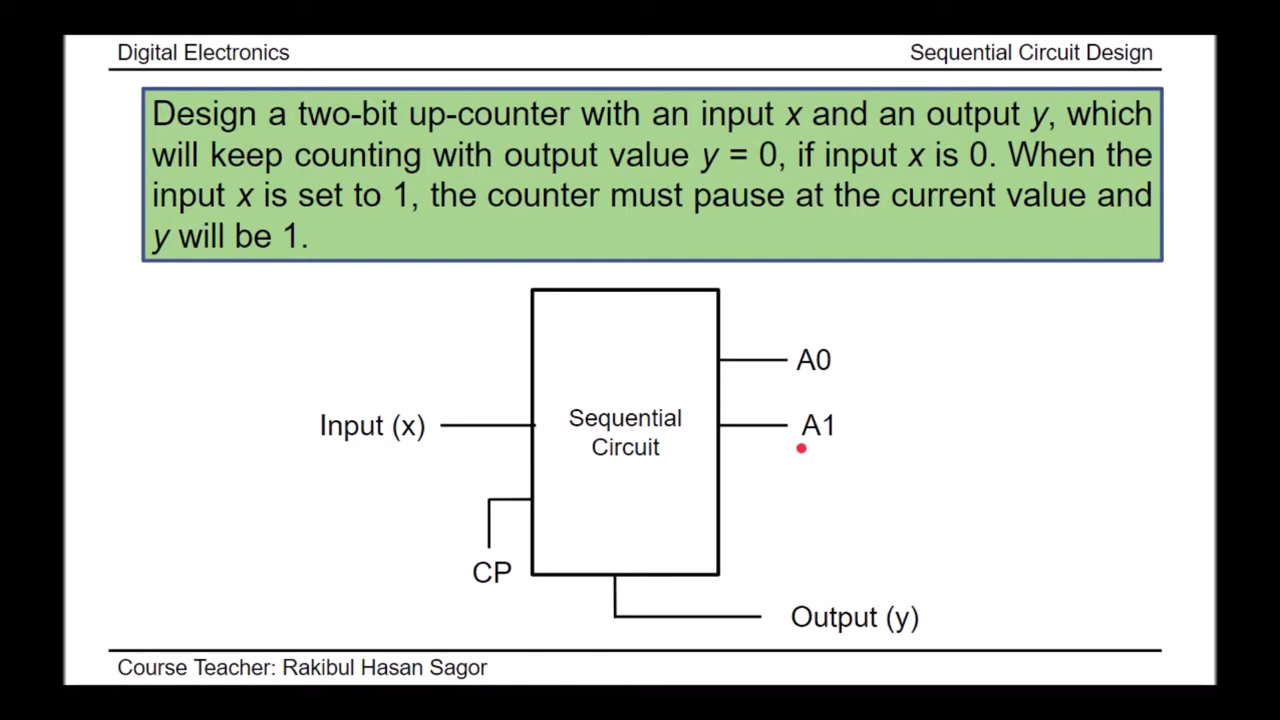 Digital Electronics
Sequential Circuit Design
Design a two-bit up-counter with an input x and an output y, which
will keep counting with output value y = 0, if input x is 0. When the
input x is set to 1, the counter must pause at the current value and
y will be 1.
A0
Input (x)
Sequential
Circuit
A1
CP
Output (y)
Course Teacher: Rakibul Hasan Sagor